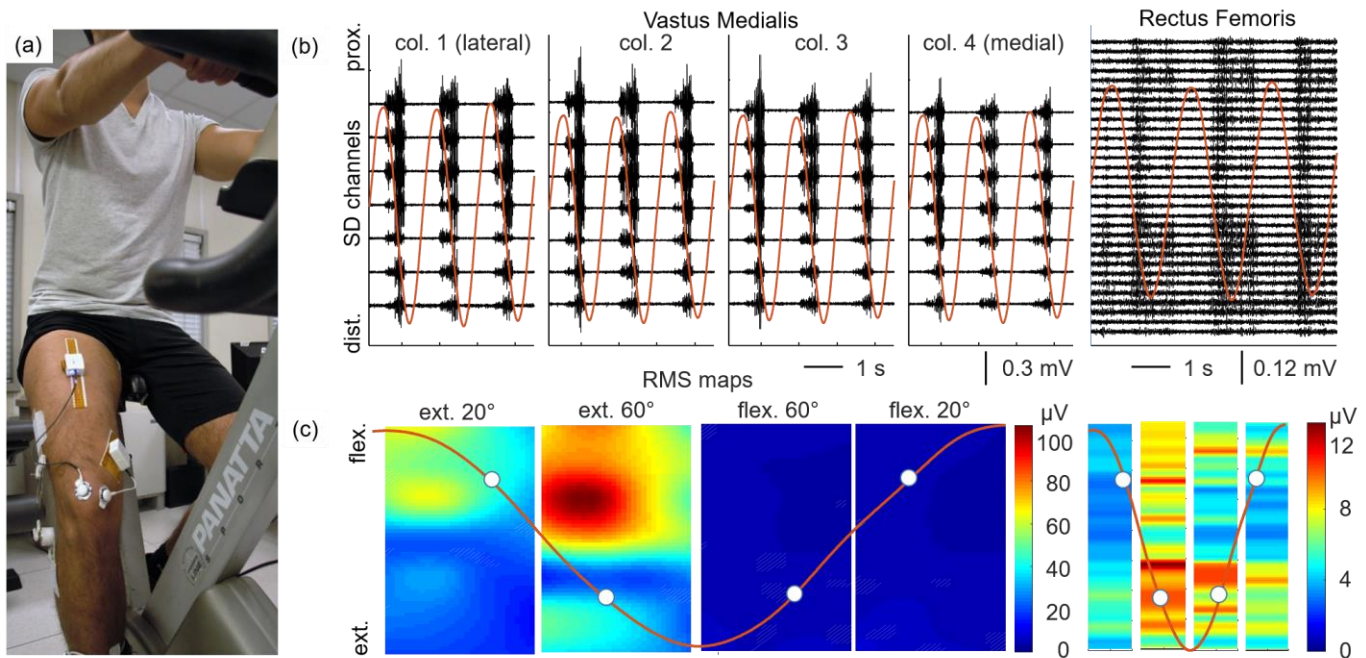 (a)
PANATTA
SPORT
(b)
Vastus Medialis
Rectus Femoris
prox.
SD channels
dist.
col. 1 (lateral)
col. 2
col. 3
col. 4 (medial)
1 s
0.3 mV
1 s
0.12 mV
RMS maps
(c)
flex.
ext.
ext. 20°
ext. 60°
flex. 60°
flex. 20°
µV
100
80
60
40
20
0
µV
12
8
4
0